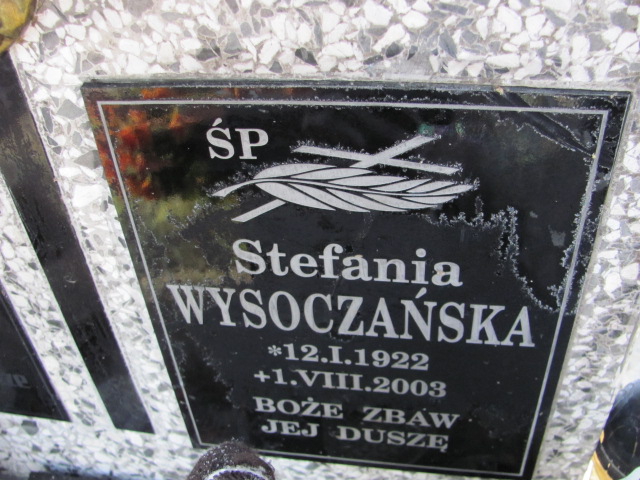 ŚP
Stefania
WYSOCZAŃSKA
*12.I.1922
+1.VIII.2003
BOŻE ZBAW
JEJ DUSZĘ